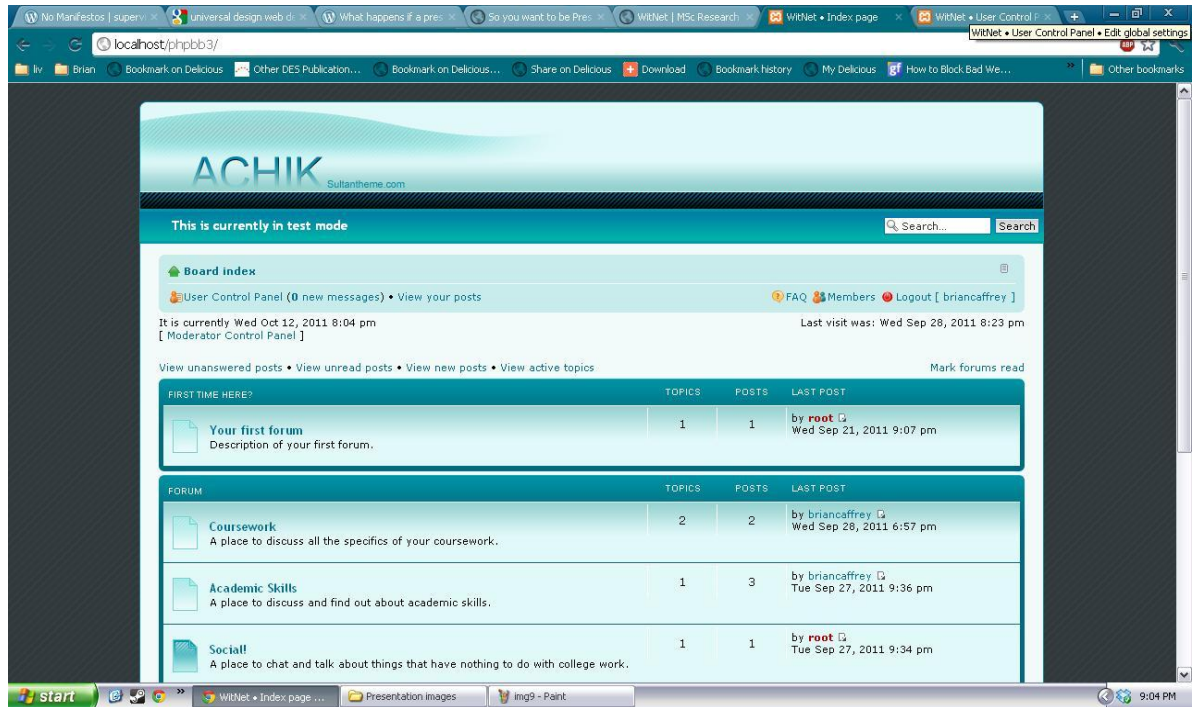 No Manifestos | superv
universal design web de
What happens if a pres
So you want to be Pres
WitNet | MSc Research
WitNet • Index page
WitNet • User Control P
WitNet • User Control Panel • Edit global settings
localhost/phpbb3/
ABP
liv
Brian
Bookmark on Delicious
Other DES Publication...
Bookmark on Delicious...
Share on Delicious
Download
Bookmark history
My Delicious
gf How to Block Bad We...
Other bookmarks
ACHIK
Sultantheme.com
This is currently in test mode
Search...
Search
Board index
User Control Panel (0 new messages) • View your posts
FAQ Members Logout [ briancaffrey ]
It is currently Wed Oct 12, 2011 8:04 pm
Last visit was: Wed Sep 28, 2011 8:23 pm
[ Moderator Control Panel ]
View unanswered posts • View unread posts • View new posts • View active topics
Mark forums read
FIRST TIME HERE? TOPICS POSTS LAST POST
Your first forum 1 1 by root
Description of your first forum. Wed Sep 21, 2011 9:07 pm
FORUM TOPICS POSTS LAST POST
Coursework 2 2 by briancaffrey
A place to discuss all the specifics of your coursework. Wed Sep 28, 2011 6:57 pm
Academic Skills 1 3 by briancaffrey
A place to discuss and find out about academic skills. Tue Sep 27, 2011 9:36 pm
Social! 1 1 by root
A place to chat and talk about things that have nothing to do with college work. Tue Sep 27, 2011 9:34 pm
start
WitNet • Index page ...
Presentation images
img9 - Paint
9:04 PM